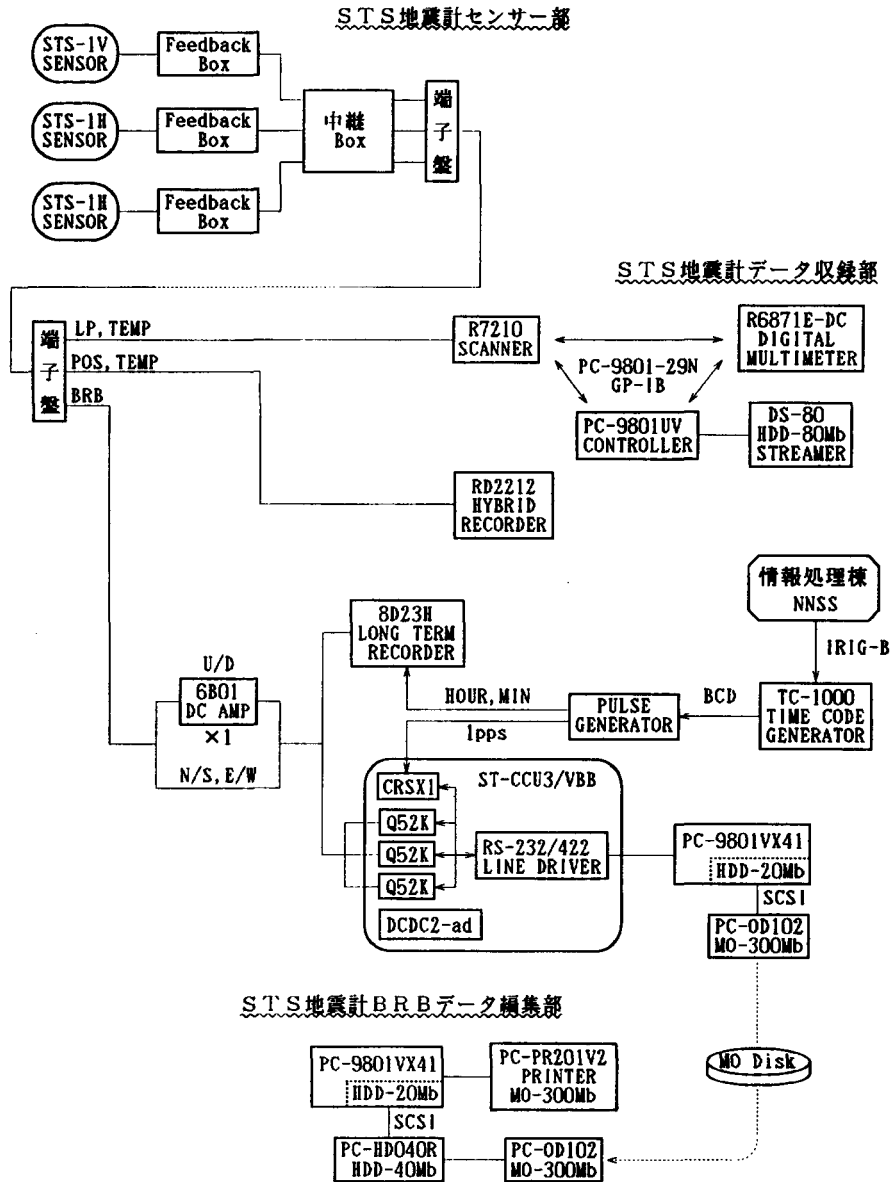 STS地震計センサー部
STS-1V
SENSOR
Feedback
Box
STS-1H
SENSOR
Feedback
Box
STS-1H
SENSOR
Feedback
Box
中継
Box
端
子
盤
STS地震計データ収録部
端
子
盤
LP,TEMP
POS,TEMP
BRB
R7210
SCANNER
R6871E-DC
DIGITAL
MULTIMETER
PC-9801-29N
GP-IB
PC-9801UV
CONTROLLER
DS-80
HDD-80Mb
STREAMER
RD2212
HYBRID
RECORDER
情報処理棟
NNSS
IRIG-B
8D23H
LONG TERM
RECORDER
U/D
6B01
DC AMP
×1
N/S,E/W
HOUR,MIN
1pps
PULSE
GENERATOR
BCD
TC-1000
TIME CODE
GENERATOR
ST-CCU3/VBB
CRSX1
Q52K
Q52K
Q52K
RS-232/422
LINE DRIVER
DCDC2-ad
PC-9801VX41
HDD-20Mb
SCSI
PC-OD102
MO-300Mb
MO Disk
STS地震計BRBデータ編集部
PC-9801VX41
HDD-20Mb
SCSI
PC-PR201V2
PRINTER
MO-300Mb
PC-HD040R
HDD-40Mb
PC-OD102
MO-300Mb